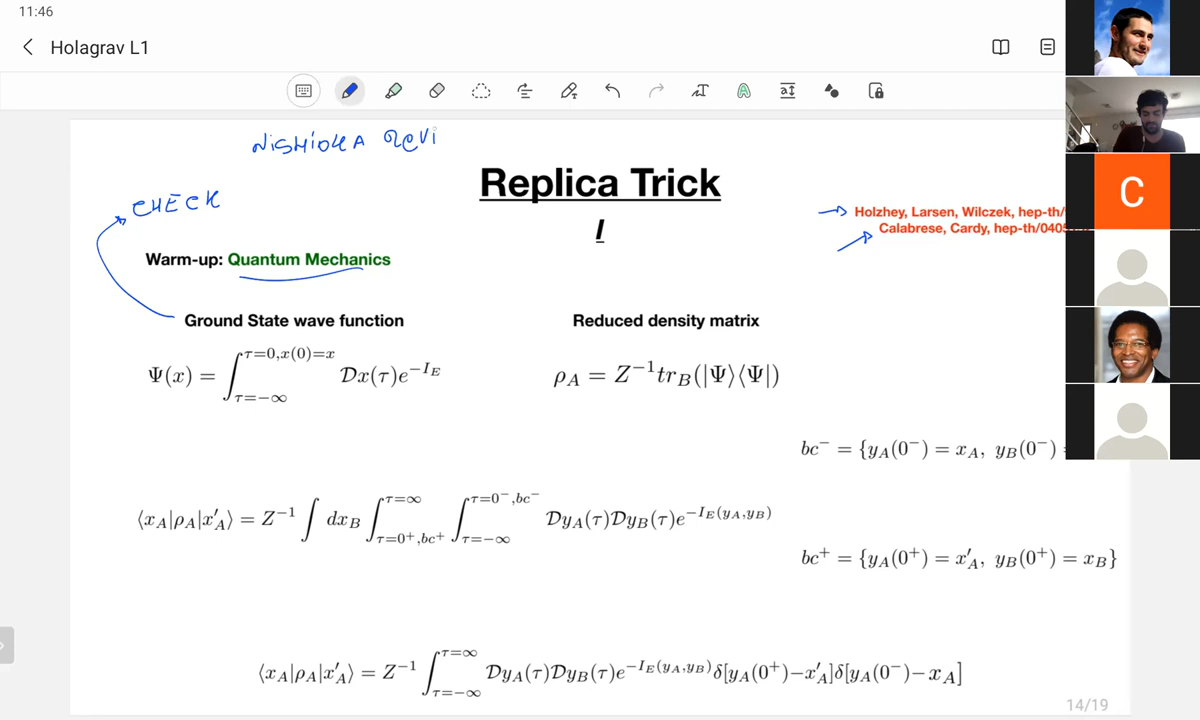 11:46
Holagrav L1
NISHIOKA REVI
Replica Trick
I
CHECK
→ Holzhey, Larsen, Wilczek, hep-th/
Calabrese, Cardy, hep-th/040
Warm-up: Quantum Mechanics
Ground State wave function
Reduced density matrix
Ψ(x) = ∫_{τ=−∞}^{τ=0,x(0)=x} 𝒟x(τ)e^{−I_E}
ρ_A = Z^{−1}tr_B(|Ψ⟩⟨Ψ|)
bc^− = {y_A(0^−) = x_A, y_B(0^−)
⟨x_A|ρ_A|x′_A⟩ = Z^{−1} ∫ dx_B ∫_{τ=0^+,bc^+}^{τ=∞} ∫_{τ=−∞}^{τ=0^−,bc^−} 𝒟y_A(τ)𝒟y_B(τ)e^{−I_E(y_A,y_B)}
bc^+ = {y_A(0^+) = x′_A, y_B(0^+) = x_B}
⟨x_A|ρ_A|x′_A⟩ = Z^{−1} ∫_{τ=−∞}^{τ=∞} 𝒟y_A(τ)𝒟y_B(τ)e^{−I_E(y_A,y_B)}δ[y_A(0^+)−x′_A]δ[y_A(0^−)−x_A]
14/19
C